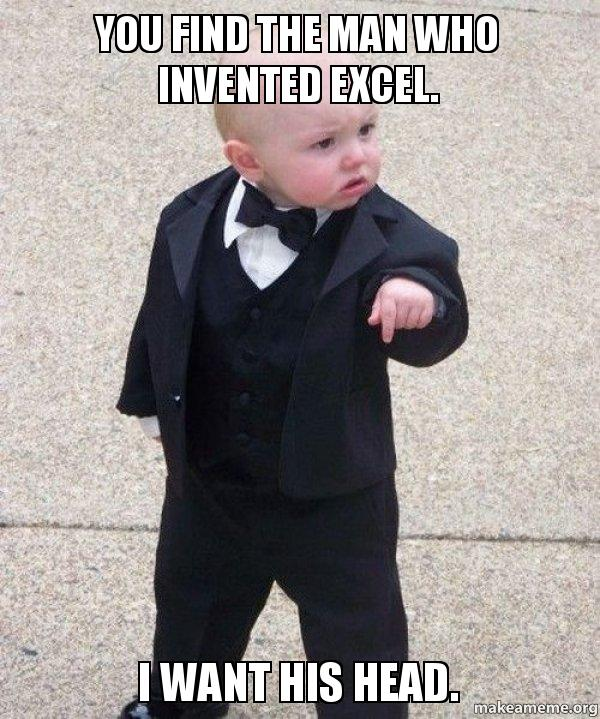 YOU FIND THE MAN WHO
INVENTED EXCEL.
I WANT HIS HEAD.
makeameme.org